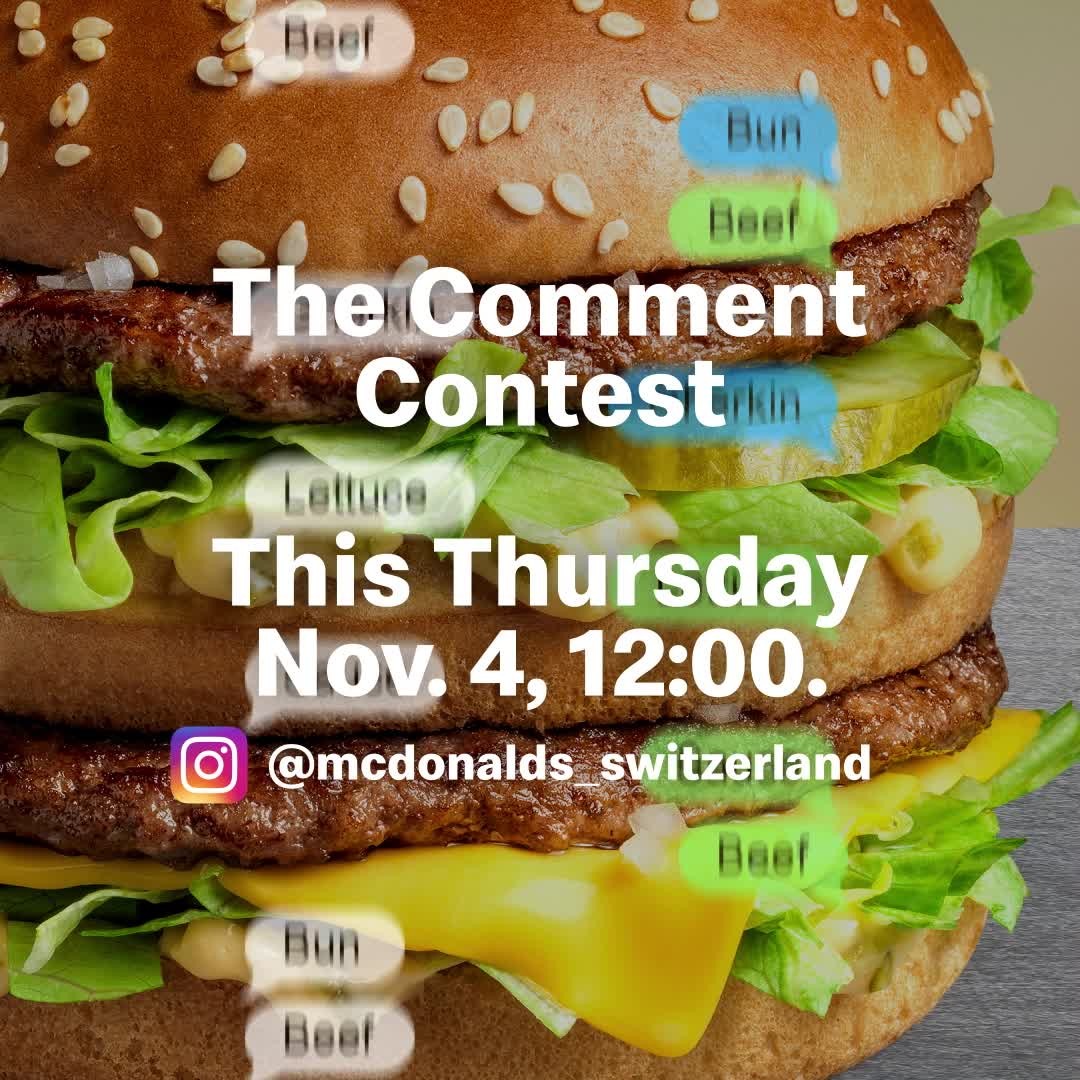 Beef
Bun
Beef
The Comment
Contest
Lettuce
This Thursday
Nov. 4, 12:00.
@mcdonalds_switzerland
Beef
Bun
Beef